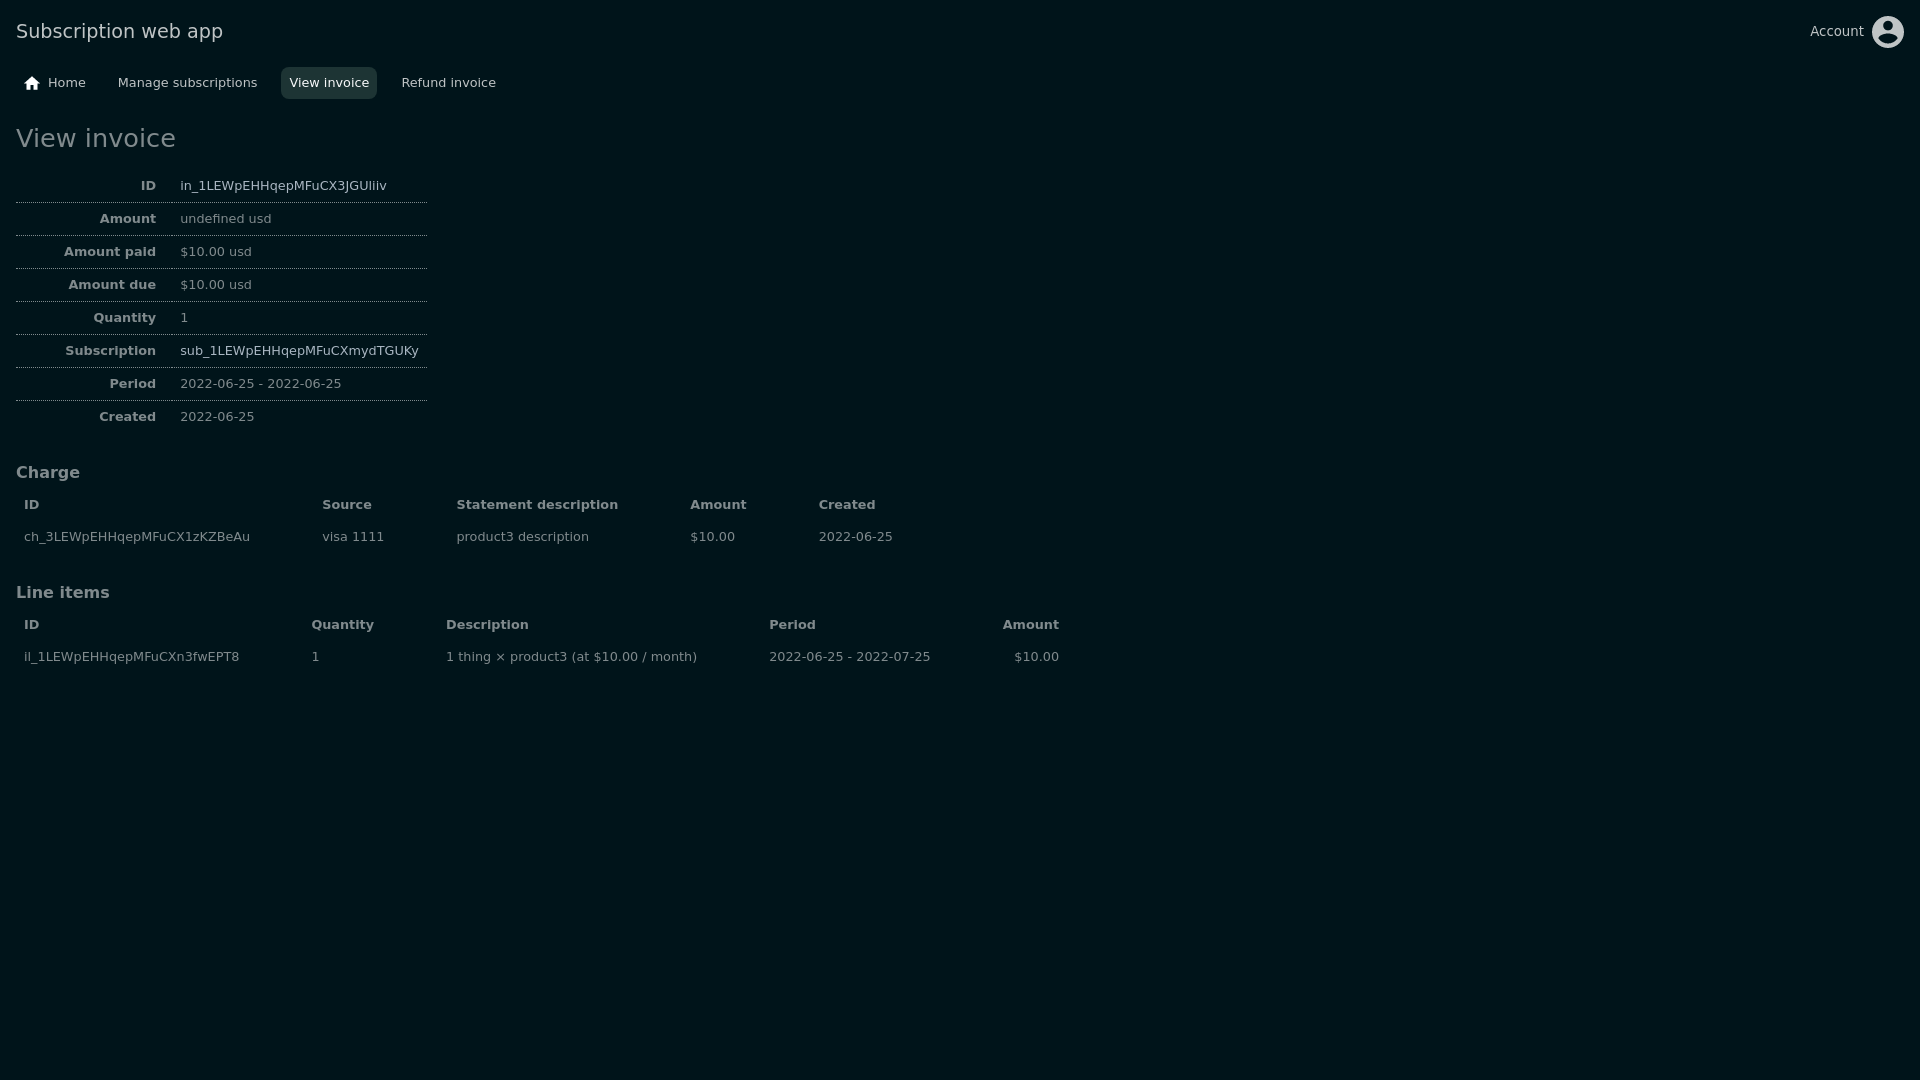 Subscription web app
Account
Home Manage subscriptions View invoice Refund invoice
View invoice
ID in_1LEWpEHHqepMFuCX3JGUliiv
Amount undefined usd
Amount paid $10.00 usd
Amount due $10.00 usd
Quantity 1
Subscription sub_1LEWpEHHqepMFuCXmydTGUKy
Period 2022-06-25 - 2022-06-25
Created 2022-06-25
Charge
ID Source Statement description Amount Created
ch_3LEWpEHHqepMFuCX1zKZBeAu visa 1111 product3 description $10.00 2022-06-25
Line items
ID Quantity Description Period Amount
il_1LEWpEHHqepMFuCXn3fwEPT8 1 1 thing × product3 (at $10.00 / month) 2022-06-25 - 2022-07-25 $10.00